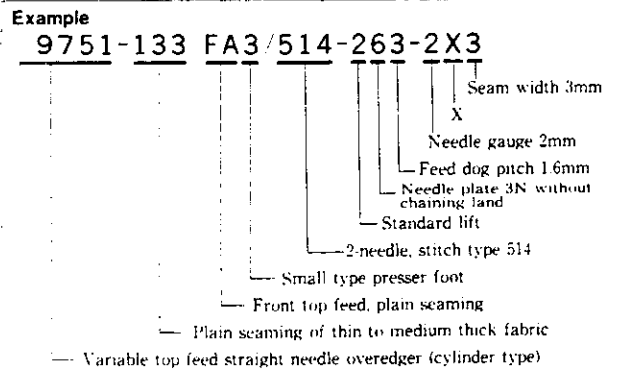 Example
9751-133 FA3/514-263-2X3
Seam width 3mm
X
Needle gauge 2mm
Feed dog pitch 1.6mm
Needle plate 3N without
chaining land
Standard lift
2-needle, stitch type 514
Small type presser foot
Front top feed, plain seaming
Plain seaming of thin to medium thick fabric
Variable top feed straight needle overedger (cylinder type)